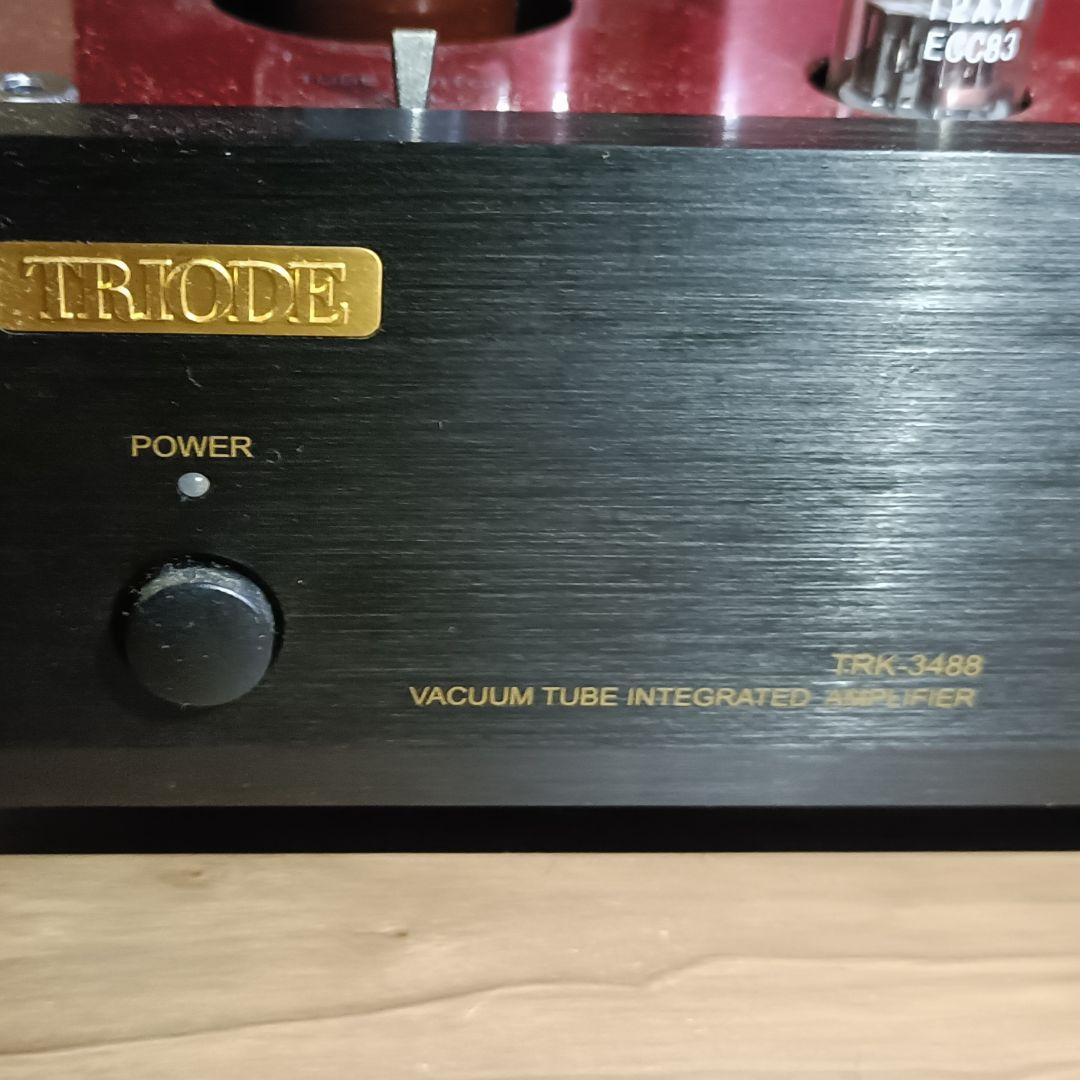 ECC83
TRIODE
POWER
TRK-3488
VACUUM TUBE INTEGRATED AMPLIFIER